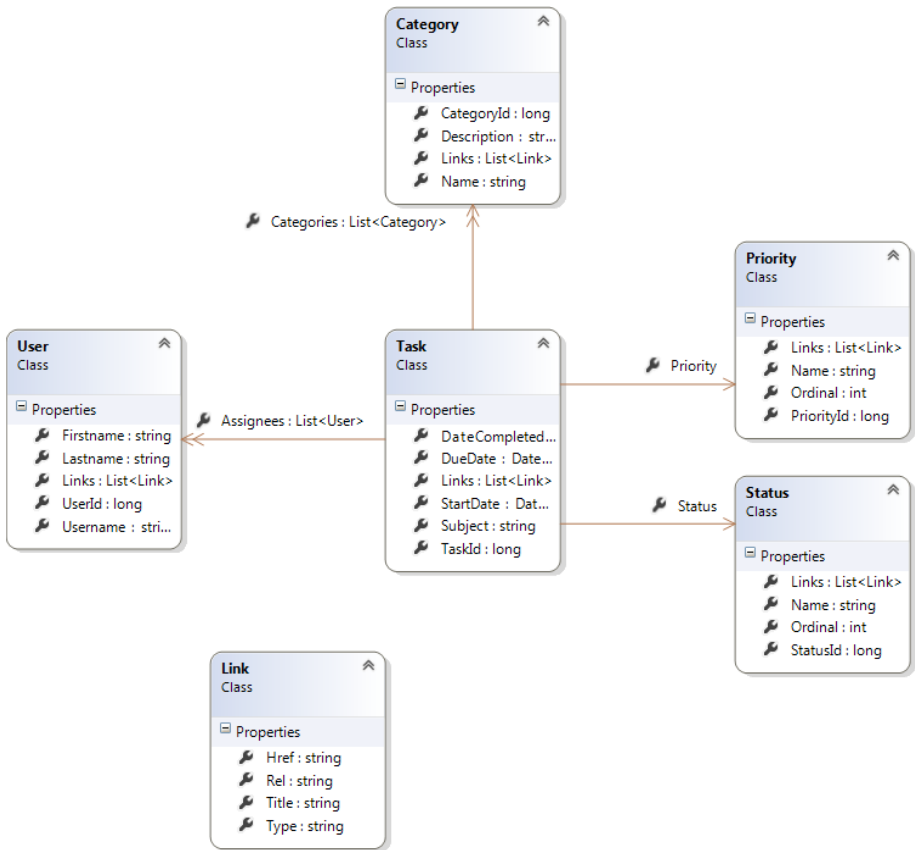 Category
Class
Properties
CategoryId : long
Description : str...
Links : List<Link>
Name : string
Categories : List<Category>
Priority
Class
Properties
Links : List<Link>
Name : string
Ordinal : int
PriorityId : long
User
Class
Properties
Firstname : string
Lastname : string
Links : List<Link>
UserId : long
Username : stri...
Assignees : List<User>
Task
Class
Properties
DateCompleted...
DueDate : Date...
Links : List<Link>
StartDate : Dat...
Subject : string
TaskId : long
Priority
Status
Status
Class
Properties
Links : List<Link>
Name : string
Ordinal : int
StatusId : long
Link
Class
Properties
Href : string
Rel : string
Title : string
Type : string